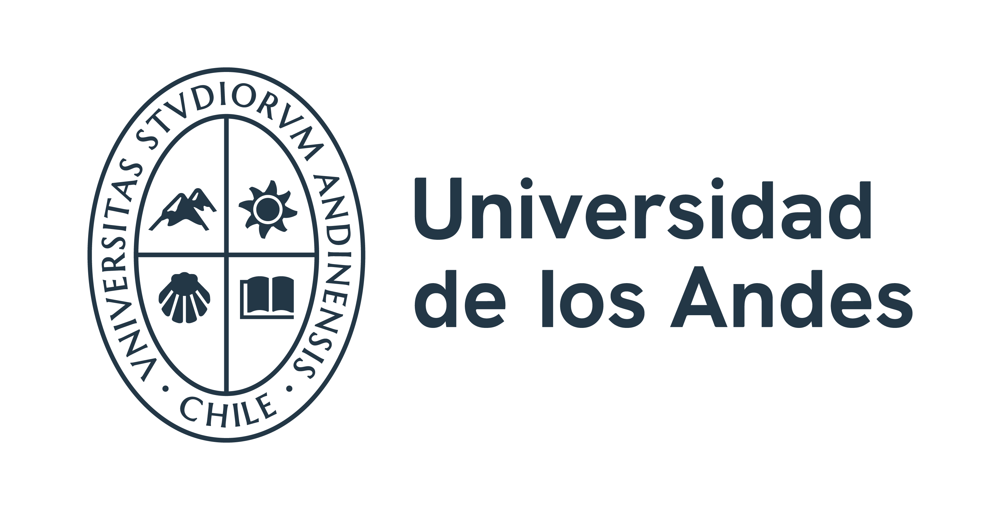 VNIVERSITAS STVDIORVM ANDINENSIS
• CHILE •
Universidad
de los Andes